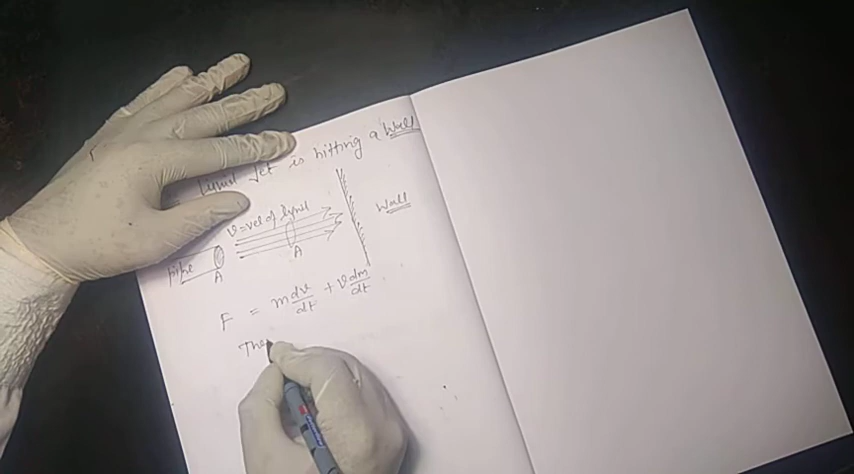 Liquid Jet is hitting a Wall
v = vel of liquid
Wall
pipe
A
A
F = m dv/dt + v dm/dt
The